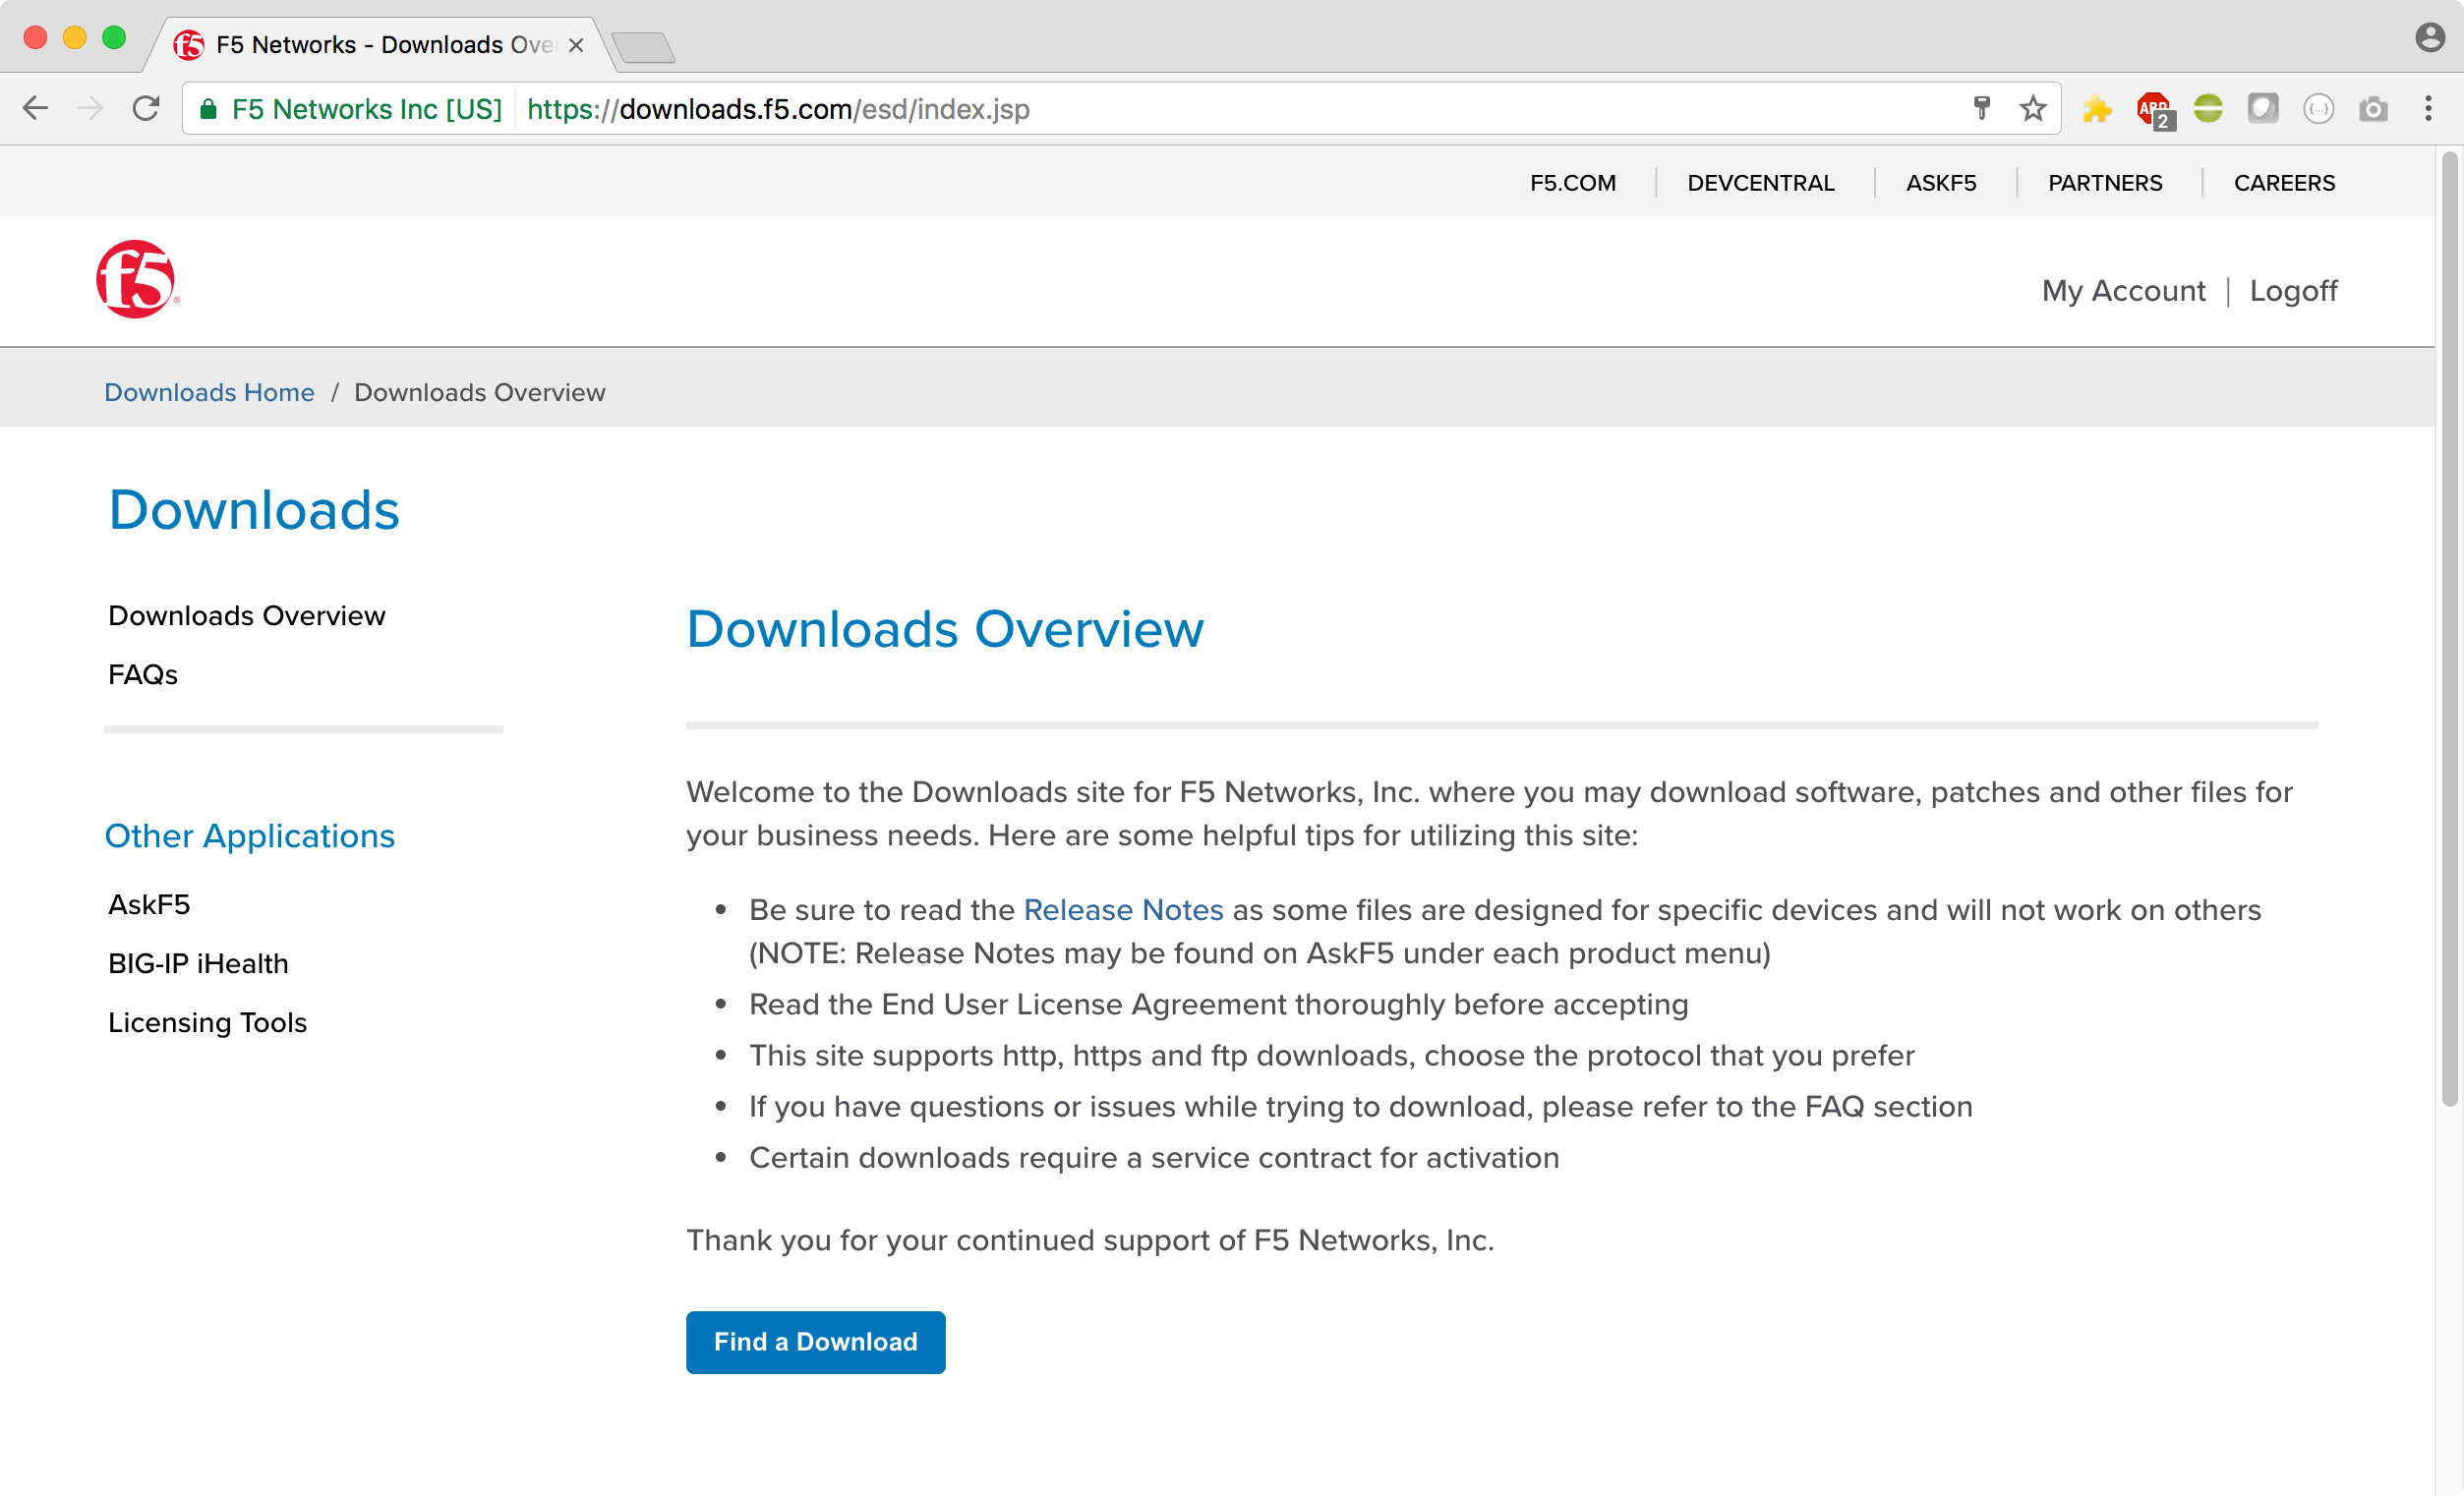 F5 Networks - Downloads Ove
F5 Networks Inc [US] https://downloads.f5.com/esd/index.jsp
ABP 2 {...}
F5.COM DEVCENTRAL ASKF5 PARTNERS CAREERS
f5®
My Account | Logoff
Downloads Home / Downloads Overview
Downloads
Downloads Overview
FAQs
Other Applications
AskF5
BIG-IP iHealth
Licensing Tools
Downloads Overview
Welcome to the Downloads site for F5 Networks, Inc. where you may download software, patches and other files for
your business needs. Here are some helpful tips for utilizing this site:
• Be sure to read the Release Notes as some files are designed for specific devices and will not work on others
(NOTE: Release Notes may be found on AskF5 under each product menu)
• Read the End User License Agreement thoroughly before accepting
• This site supports http, https and ftp downloads, choose the protocol that you prefer
• If you have questions or issues while trying to download, please refer to the FAQ section
• Certain downloads require a service contract for activation
Thank you for your continued support of F5 Networks, Inc.
Find a Download